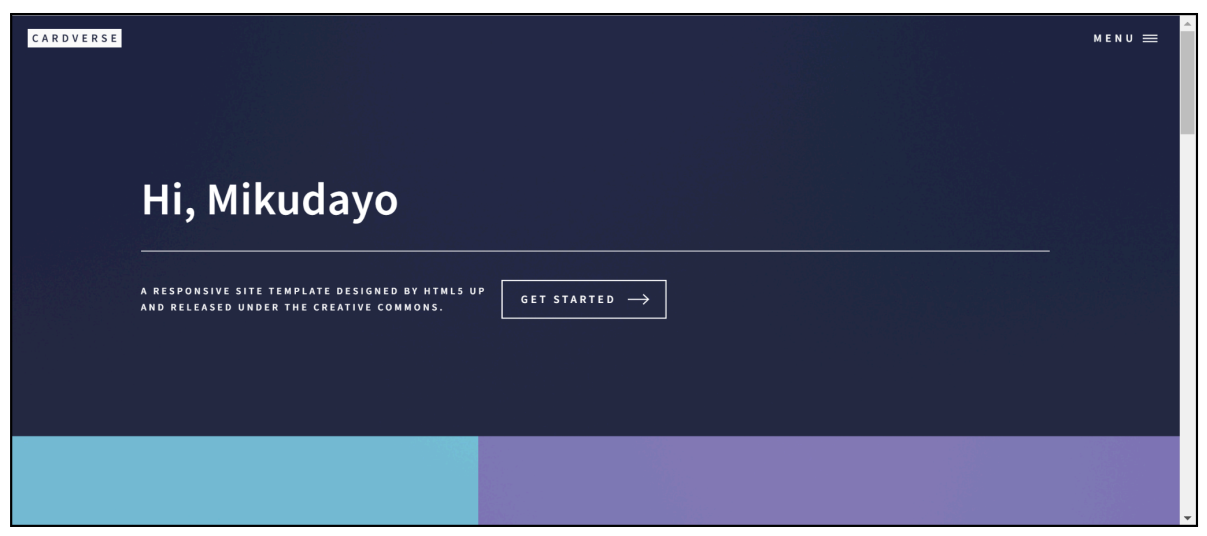 CARDVERSE
MENU
Hi, Mikudayo
A RESPONSIVE SITE TEMPLATE DESIGNED BY HTML5 UP
AND RELEASED UNDER THE CREATIVE COMMONS.
GET STARTED